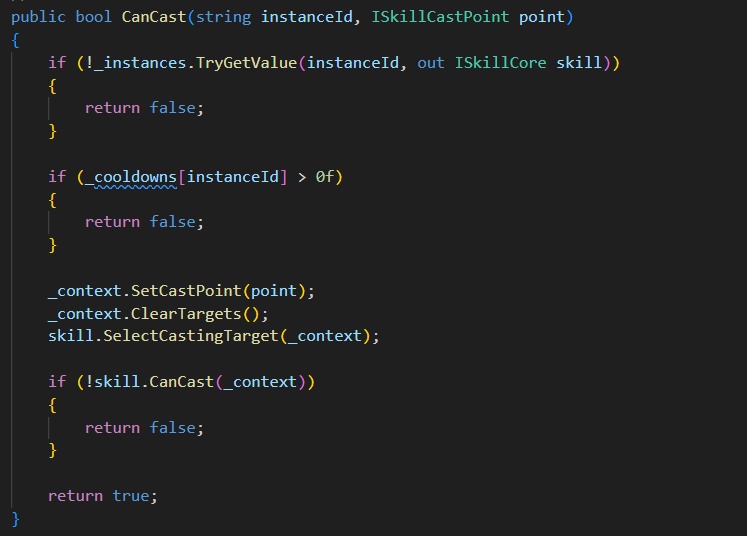 public bool CanCast(string instanceId, ISkillCastPoint point)
{
    if (!_instances.TryGetValue(instanceId, out ISkillCore skill))
    {
        return false;
    }

    if (_cooldowns[instanceId] > 0f)
    {
        return false;
    }

    _context.SetCastPoint(point);
    _context.ClearTargets();
    skill.SelectCastingTarget(_context);

    if (!skill.CanCast(_context))
    {
        return false;
    }

    return true;
}